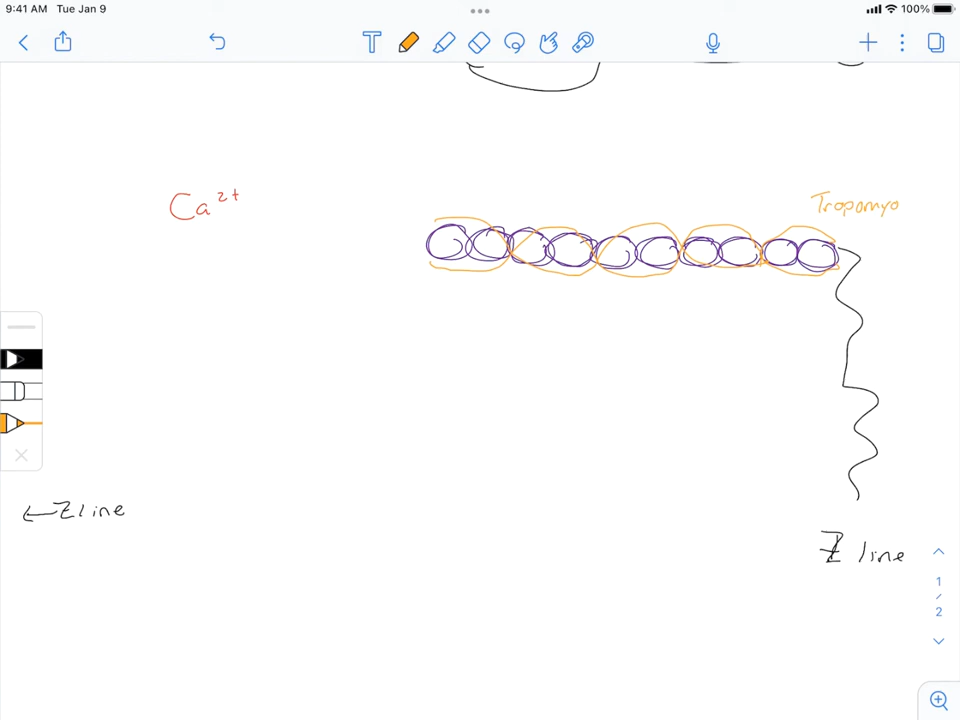 9:41 AM Tue Jan 9
100%
T
Ca²⁺
Tropomyo
←Z line
Z line
1
/
2